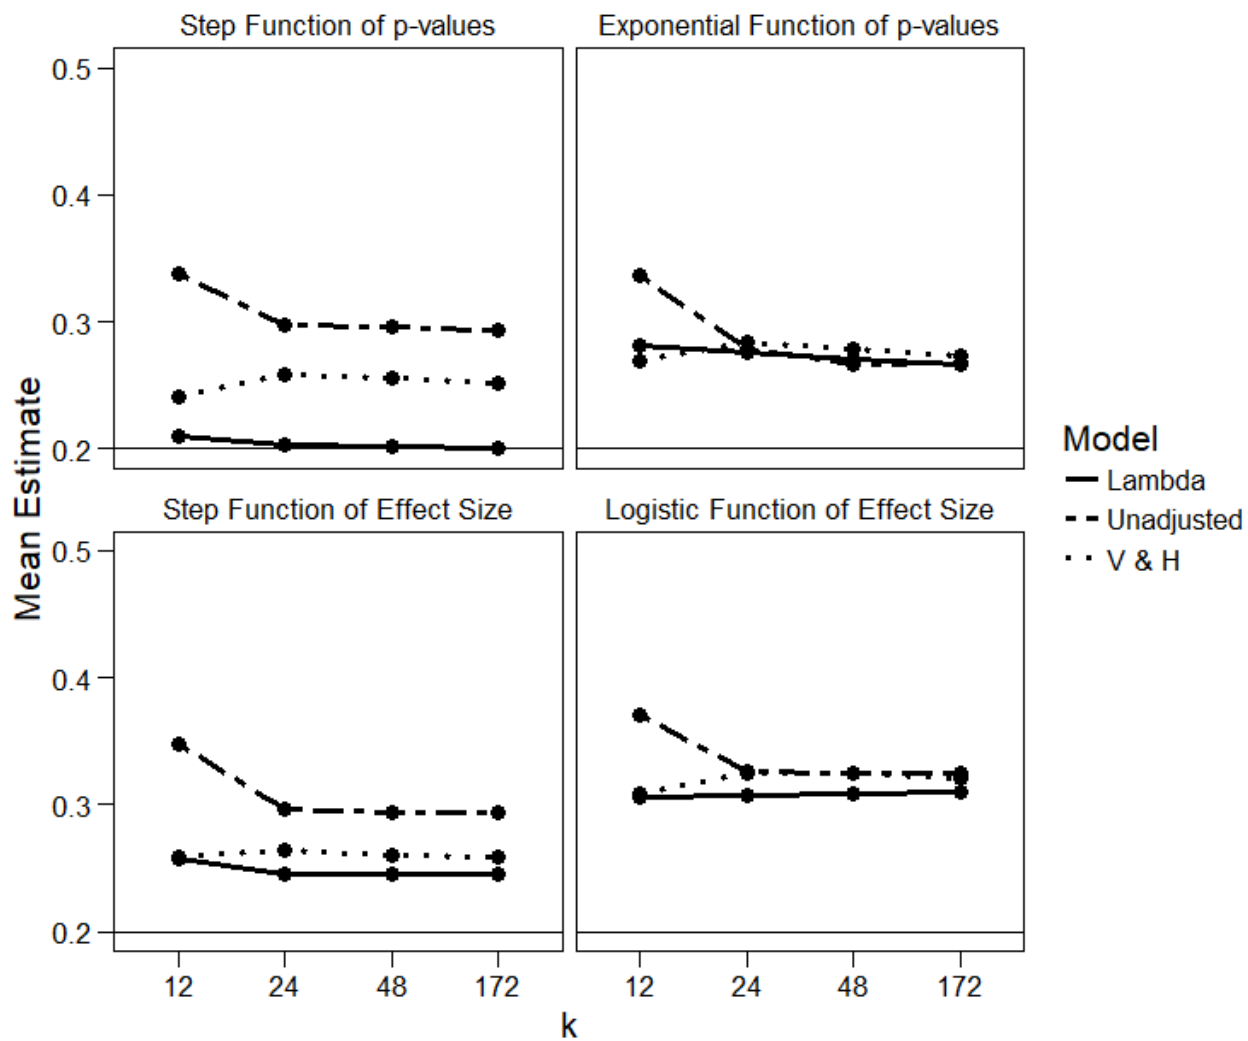 Step Function of p-values
Exponential Function of p-values
0.5
0.4
0.3
0.2
Step Function of Effect Size
Logistic Function of Effect Size
0.5
0.4
0.3
0.2
Mean Estimate
12 24 48 172
12 24 48 172
k
Model
Lambda
Unadjusted
V & H